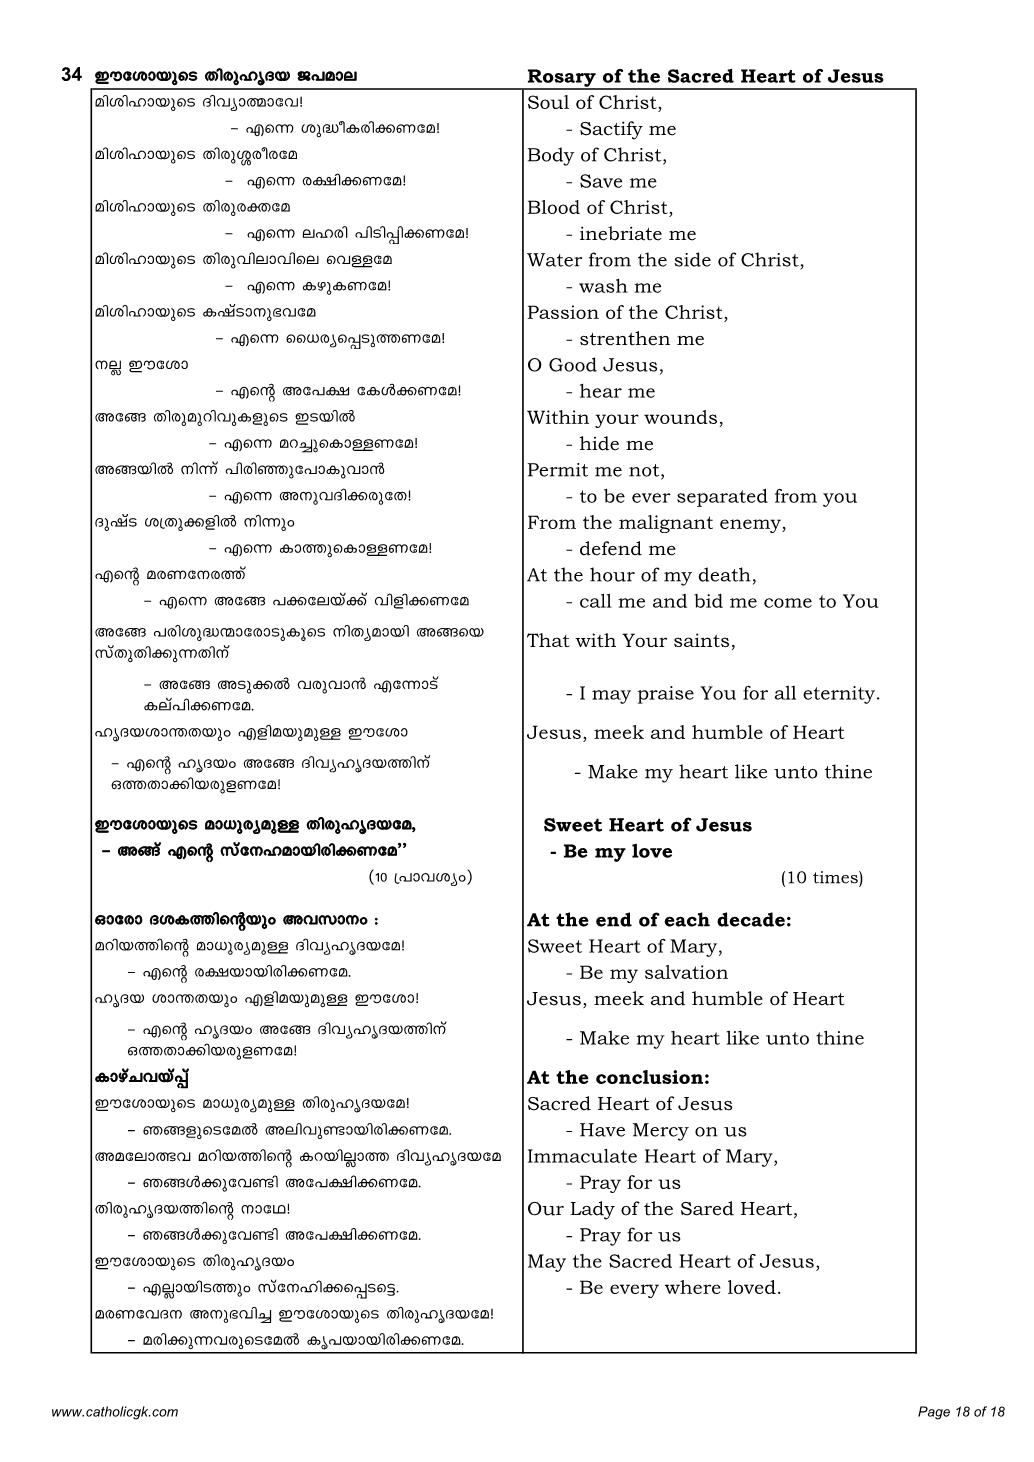 34 ഈശോയുടെ തിരുഹൃദയ ജപമാല
മിശിഹായുടെ ദിവ്യാത്മാവേ!
– എന്നെ ശുദ്ധീകരിക്കണമേ!
മിശിഹായുടെ തിരുശ്ശരീരമേ
– എന്നെ രക്ഷിക്കണമേ!
മിശിഹായുടെ തിരുരക്തമേ
– എന്നെ ലഹരി പിടിപ്പിക്കണമേ!
മിശിഹായുടെ തിരുവിലാവിലെ വെള്ളമേ
– എന്നെ കഴുകണമേ!
മിശിഹായുടെ കഷ്ടാനുഭവമേ
– എന്നെ ധൈര്യപ്പെടുത്തണമേ!
നല്ല ഈശോ
– എന്റെ അപേക്ഷ കേൾക്കണമേ!
അങ്ങേ തിരുമുറിവുകളുടെ ഇടയിൽ
– എന്നെ മറച്ചുകൊള്ളണമേ!
അങ്ങയിൽ നിന്ന് പിരിഞ്ഞുപോകുവാൻ
– എന്നെ അനുവദിക്കരുതേ!
ദുഷ്ട ശത്രുക്കളിൽ നിന്നും
– എന്നെ കാത്തുകൊള്ളണമേ!
എന്റെ മരണനേരത്ത്
– എന്നെ അങ്ങേ പക്കലേയ്ക്ക് വിളിക്കണമേ
അങ്ങേ പരിശുദ്ധന്മാരോടുകൂടെ നിത്യമായി അങ്ങയെ
സ്തുതിക്കുന്നതിന്
– അങ്ങേ അടുക്കൽ വരുവാൻ എന്നോട്
കല്പിക്കണമേ.
ഹൃദയശാന്തതയും എളിമയുമുള്ള ഈശോ
– എന്റെ ഹൃദയം അങ്ങേ ദിവ്യഹൃദയത്തിന്
ഒത്തതാക്കിയരുളണമേ!
ഈശോയുടെ മാധുര്യമുള്ള തിരുഹൃദയമേ,
– അങ്ങ് എന്റെ സ്നേഹമായിരിക്കണമേ”
(10 പ്രാവശ്യം)
ഓരോ ദശകത്തിന്റെയും അവസാനം :
മറിയത്തിന്റെ മാധുര്യമുള്ള ദിവ്യഹൃദയമേ!
– എന്റെ രക്ഷയായിരിക്കണമേ.
ഹൃദയ ശാന്തതയും എളിമയുമുള്ള ഈശോ!
– എന്റെ ഹൃദയം അങ്ങേ ദിവ്യഹൃദയത്തിന്
ഒത്തതാക്കിയരുളണമേ!
കാഴ്ചവയ്പ്പ്
ഈശോയുടെ മാധുര്യമുള്ള തിരുഹൃദയമേ!
– ഞങ്ങളുടെമേൽ അലിവുണ്ടായിരിക്കണമേ.
അമലോത്ഭവ മറിയത്തിന്റെ കറയില്ലാത്ത ദിവ്യഹൃദയമേ
– ഞങ്ങൾക്കുവേണ്ടി അപേക്ഷിക്കണമേ.
തിരുഹൃദയത്തിന്റെ നാഥേ!
– ഞങ്ങൾക്കുവേണ്ടി അപേക്ഷിക്കണമേ.
ഈശോയുടെ തിരുഹൃദയം
– എല്ലായിടത്തും സ്നേഹിക്കപ്പെടട്ടെ.
മരണവേദന അനുഭവിച്ച ഈശോയുടെ തിരുഹൃദയമേ!
– മരിക്കുന്നവരുടെമേൽ കൃപയായിരിക്കണമേ.
Rosary of the Sacred Heart of Jesus
Soul of Christ,
- Sactify me
Body of Christ,
- Save me
Blood of Christ,
- inebriate me
Water from the side of Christ,
- wash me
Passion of the Christ,
- strenthen me
O Good Jesus,
- hear me
Within your wounds,
- hide me
Permit me not,
- to be ever separated from you
From the malignant enemy,
- defend me
At the hour of my death,
- call me and bid me come to You
That with Your saints,
- I may praise You for all eternity.
Jesus, meek and humble of Heart
- Make my heart like unto thine
Sweet Heart of Jesus
- Be my love
(10 times)
At the end of each decade:
Sweet Heart of Mary,
- Be my salvation
Jesus, meek and humble of Heart
- Make my heart like unto thine
At the conclusion:
Sacred Heart of Jesus
- Have Mercy on us
Immaculate Heart of Mary,
- Pray for us
Our Lady of the Sared Heart,
- Pray for us
May the Sacred Heart of Jesus,
- Be every where loved.
www.catholicgk.com
Page 18 of 18